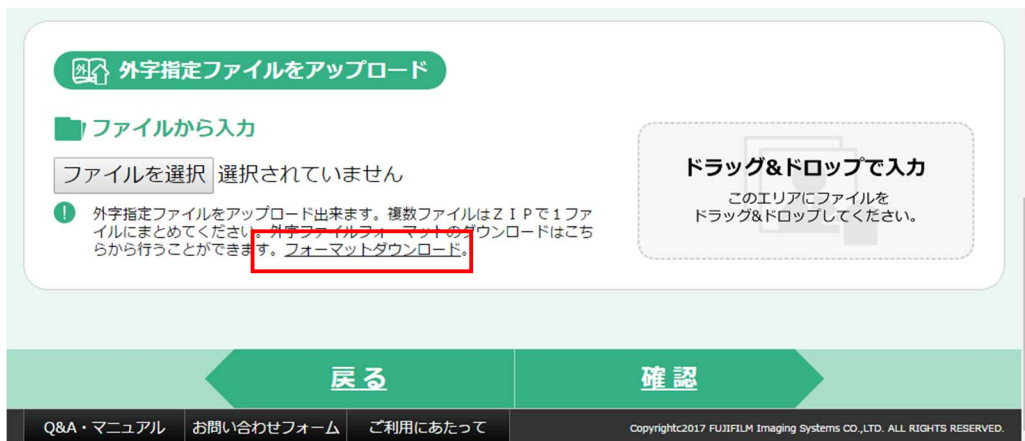 外字指定ファイルをアップロード
ファイルから入力
ファイルを選択 選択されていません
外字指定ファイルをアップロード出来ます。複数ファイルはＺＩＰで１ファ
イルにまとめてください。外字ファイルフォーマットのダウンロードはこち
らから行うことができます。フォーマットダウンロード。
ドラッグ&ドロップで入力
このエリアにファイルを
ドラッグ&ドロップしてください。
戻る
確認
Q&A・マニュアル
お問い合わせフォーム
ご利用にあたって
Copyrightc2017 FUJIFILM Imaging Systems CO.,LTD. ALL RIGHTS RESERVED.